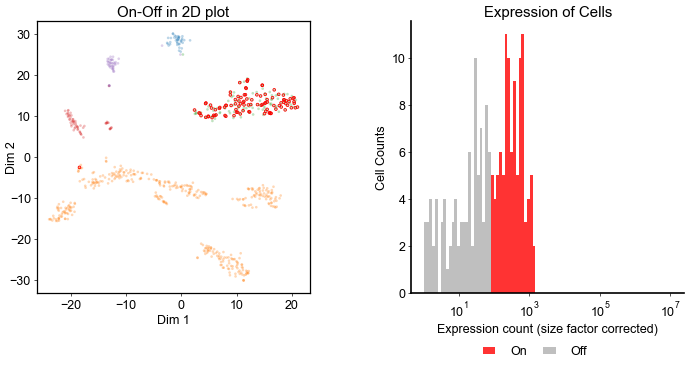 On-Off in 2D plot
Dim 2
30
20
10
0
−10
−20
−30
−20
−10
0
10
20
Dim 1
Expression of Cells
Cell Counts
10
8
6
4
2
0
10^1
10^3
10^5
10^7
Expression count (size factor corrected)
On
Off